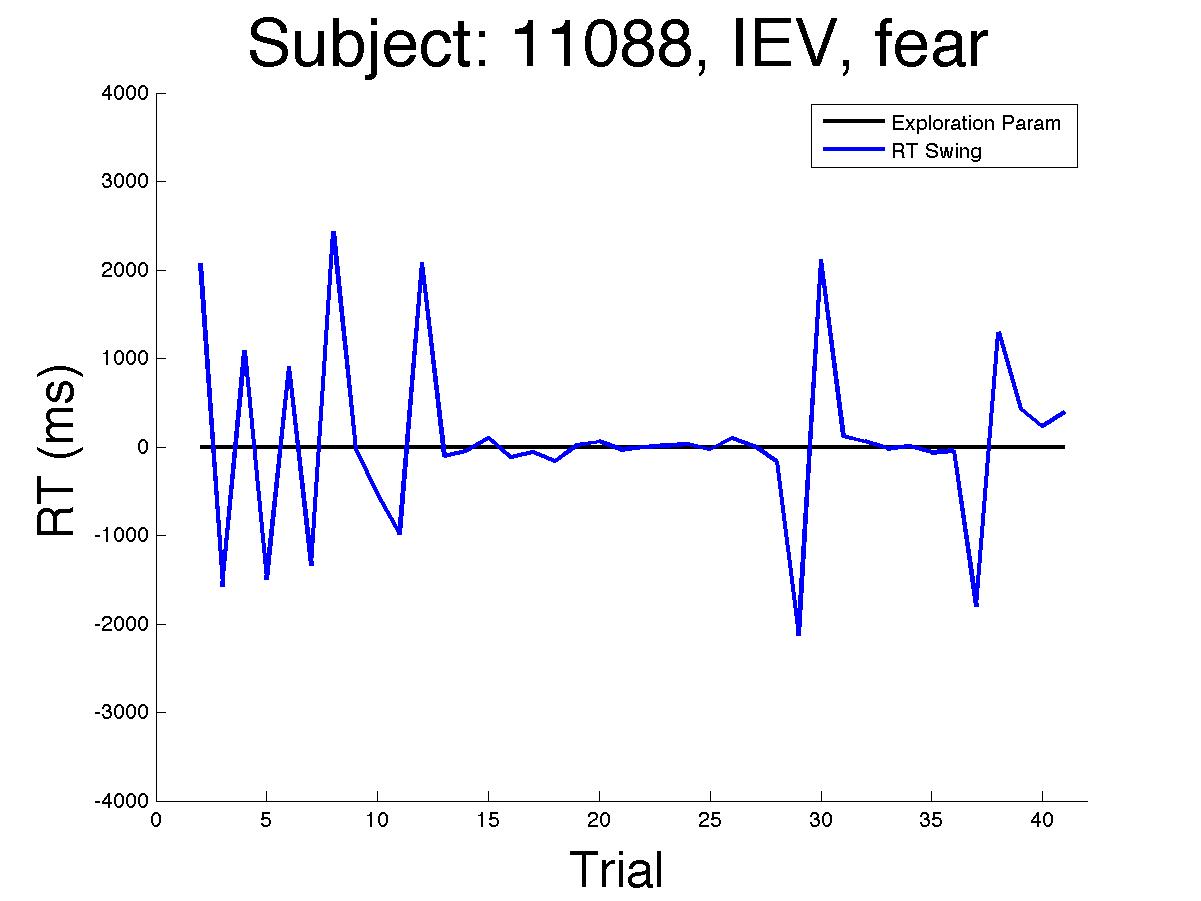 Subject: 11088, IEV, fear
4000
3000
2000
1000
0
-1000
-2000
-3000
-4000
RT (ms)
Exploration Param
RT Swing
0 5 10 15 20 25 30 35 40
Trial